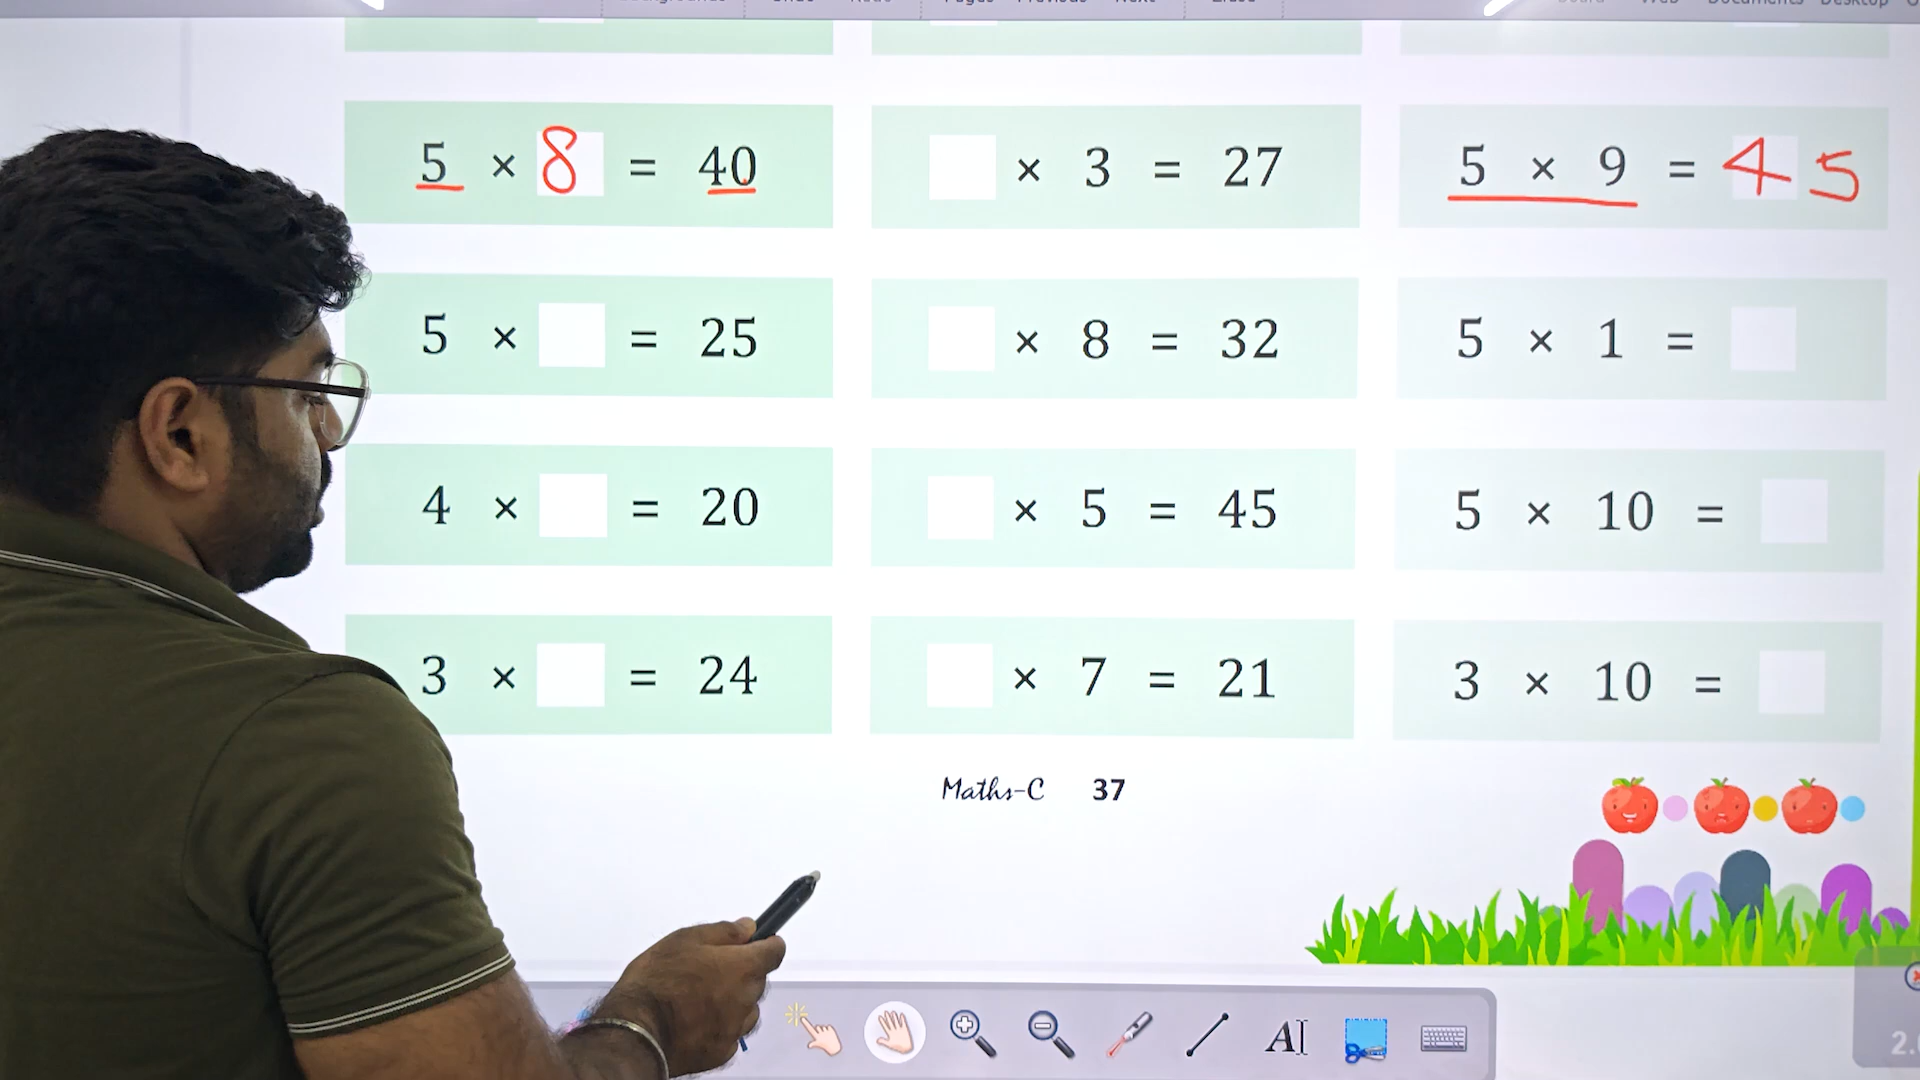 5 × 8 = 40
× 3 = 27
5 × 9 = 45
5 × = 25
× 8 = 32
5 × 1 =
4 × = 20
× 5 = 45
5 × 10 =
3 × = 24
× 7 = 21
3 × 10 =
Maths-C 37